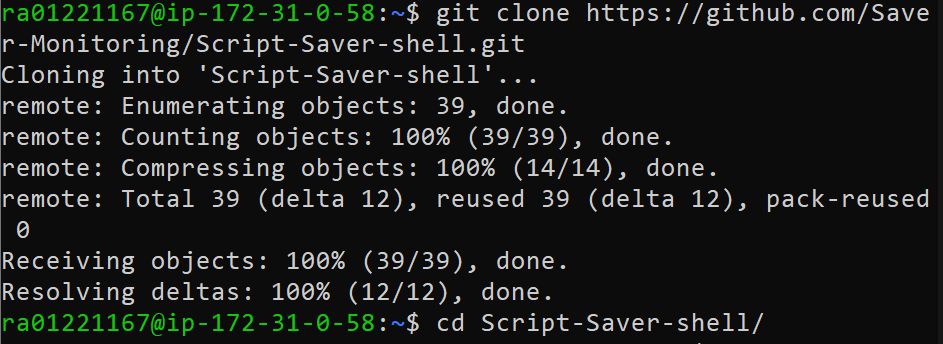 ra01221167@ip-172-31-0-58:~$ git clone https://github.com/Save
r-Monitoring/Script-Saver-shell.git
Cloning into 'Script-Saver-shell'...
remote: Enumerating objects: 39, done.
remote: Counting objects: 100% (39/39), done.
remote: Compressing objects: 100% (14/14), done.
remote: Total 39 (delta 12), reused 39 (delta 12), pack-reused
 0
Receiving objects: 100% (39/39), done.
Resolving deltas: 100% (12/12), done.
ra01221167@ip-172-31-0-58:~$ cd Script-Saver-shell/